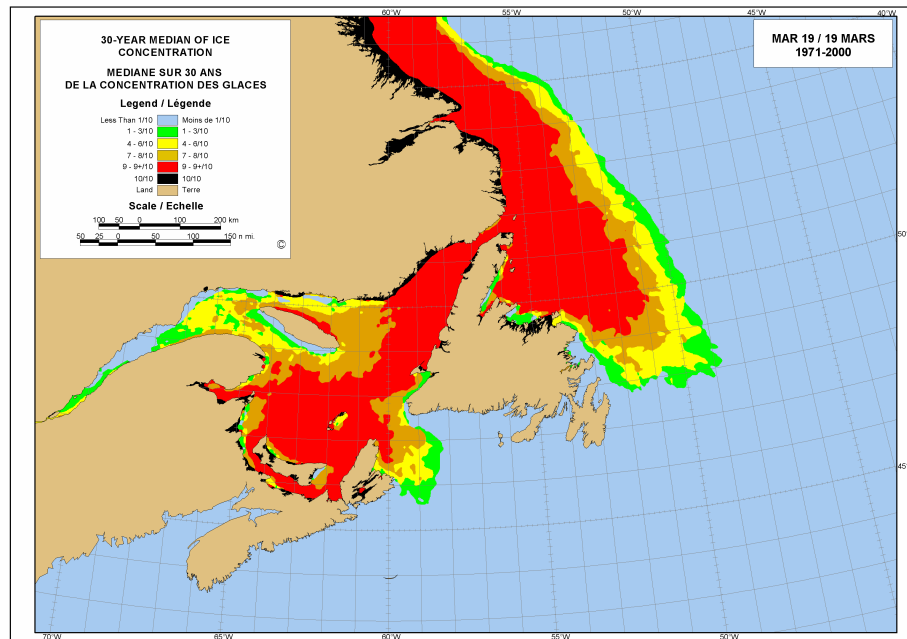 55°W
50°W
40°W
30-YEAR MEDIAN OF ICE
CONCENTRATION
MEDIANE SUR 30 ANS
DE LA CONCENTRATION DES GLACES
Legend / Légende
Less Than 1/10 Moins de 1/10
1 - 3/10 1 - 3/10
4 - 6/10 4 - 6/10
7 - 8/10 7 - 8/10
9 - 9+/10 9 - 9+/10
10/10 10/10
Land Terre
Scale / Echelle
100 50 0 100 200 km
50 25 0 50 100 150 n mi.
©
MAR 19 / 19 MARS
1971-2000
50°
45°
70°W 65°W 60°W 55°W 50°W